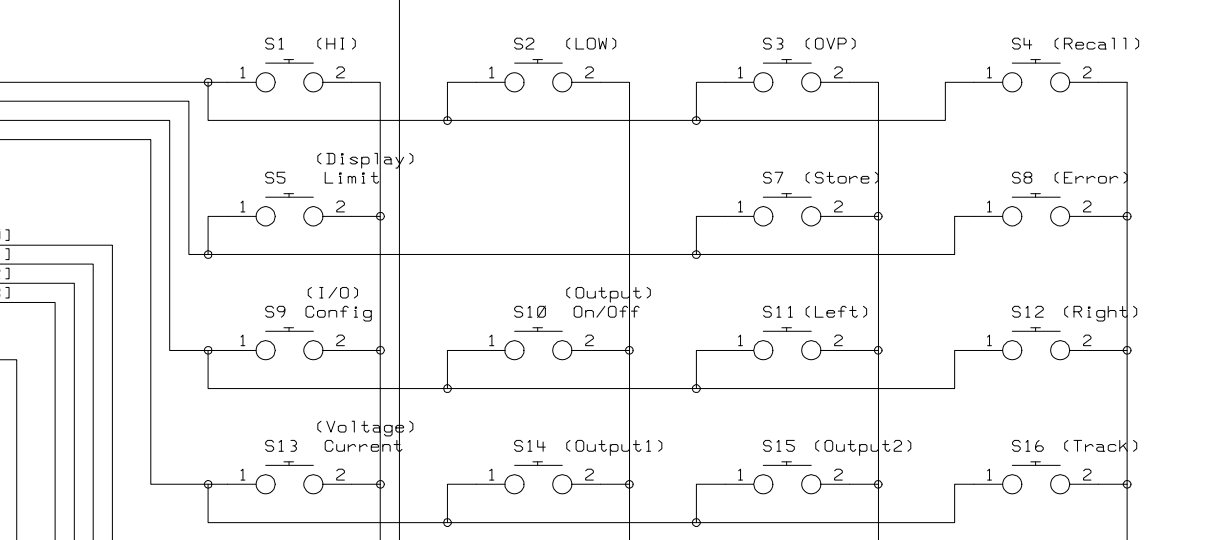 S1 (HI) S2 (LOW) S3 (OVP) S4 (Recall)
1 2 1 2 1 2 1 2
(Display)
S5 Limit S7 (Store) S8 (Error)
1 2 1 2 1 2
]
]
]
]
(I/O) (Output)
S9 Config S10 On/Off S11 (Left) S12 (Right)
1 2 1 2 1 2 1 2
(Voltage)
S13 Current S14 (Output1) S15 (Output2) S16 (Track)
1 2 1 2 1 2 1 2